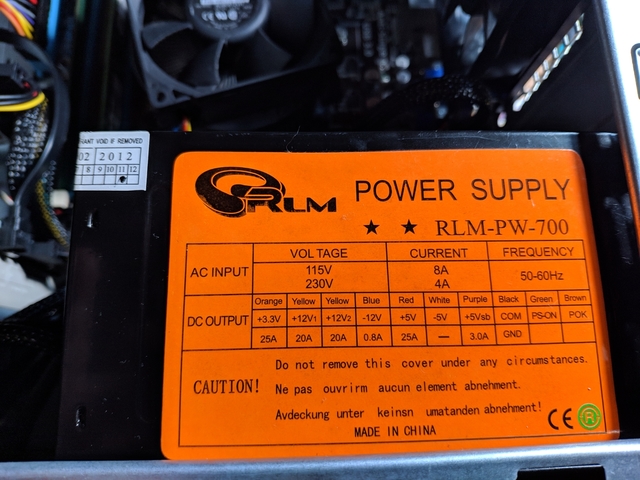 HANT VOID IF REMOVED
02 2012
7 8 9 10 11 12
RLM
POWER SUPPLY
★ ★ RLM-PW-700
AC INPUT
VOLTAGE CURRENT FREQUENCY
115V 8A
230V 4A
50-60Hz
DC OUTPUT
Orange Yellow Yellow Blue Red White Purple Black Green Brown
+3.3V +12V1 +12V2 -12V +5V -5V +5Vsb COM PS-ON POK
25A 20A 20A 0.8A 25A — 3.0A GND
CAUTION!
Do not remove this cover under any circumstances.
Ne pas ouvrirm aucun element abnehment.
Avdeckung unter keinsn umatanden abnehment!
MADE IN CHINA
CE R